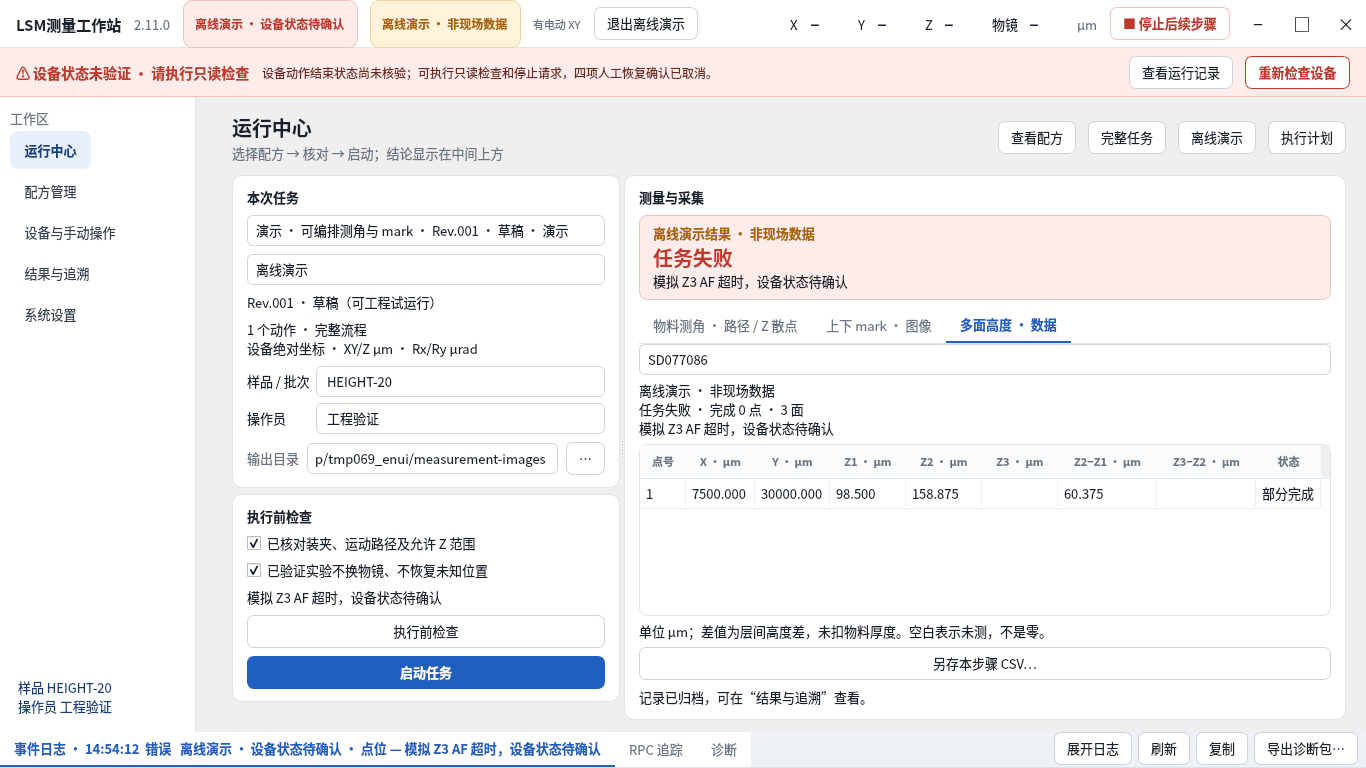 LSM测量工作站 2.11.0 离线演示 · 设备状态待确认 离线演示 · 非现场数据 有电动 XY 退出离线演示 X – Y – Z – 物镜 – μm 停止后续步骤
设备状态未验证 · 请执行只读检查 设备动作结束状态尚未核验；可执行只读检查和停止请求，四项人工恢复确认已取消。 查看运行记录 重新检查设备
工作区
运行中心
配方管理
设备与手动操作
结果与追溯
系统设置
样品 HEIGHT-20
操作员 工程验证
运行中心
选择配方 → 核对 → 启动；结论显示在中间上方
查看配方 完整任务 离线演示 执行计划
本次任务
演示 · 可编排测角与 mark · Rev.001 · 草稿 · 演示
离线演示
Rev.001 · 草稿（可工程试运行）
1 个动作 · 完整流程
设备绝对坐标 · XY/Z μm · Rx/Ry μrad
样品 / 批次 HEIGHT-20
操作员 工程验证
输出目录 p/tmp069_enui/measurement-images ...
执行前检查
已核对装夹、运动路径及允许 Z 范围
已验证实验不换物镜、不恢复未知位置
模拟 Z3 AF 超时，设备状态待确认
执行前检查
启动任务
测量与采集
离线演示结果 · 非现场数据
任务失败
模拟 Z3 AF 超时，设备状态待确认
物料测角 · 路径 / Z 散点 上下 mark · 图像 多面高度 · 数据
SD077086
离线演示 · 非现场数据
任务失败 · 完成 0 点 · 3 面
模拟 Z3 AF 超时，设备状态待确认
点号 X · μm Y · μm Z1 · μm Z2 · μm Z3 · μm Z2−Z1 · μm Z3−Z2 · μm 状态
1 7500.000 30000.000 98.500 158.875 60.375 部分完成
单位 μm；差值为层间高度差，未扣物料厚度。空白表示未测，不是零。
另存本步骤 CSV…
记录已归档，可在“结果与追溯”查看。
事件日志 · 14:54:12 错误 离线演示 · 设备状态待确认 · 点位 — 模拟 Z3 AF 超时，设备状态待确认 RPC 追踪 诊断 展开日志 刷新 复制 导出诊断包…